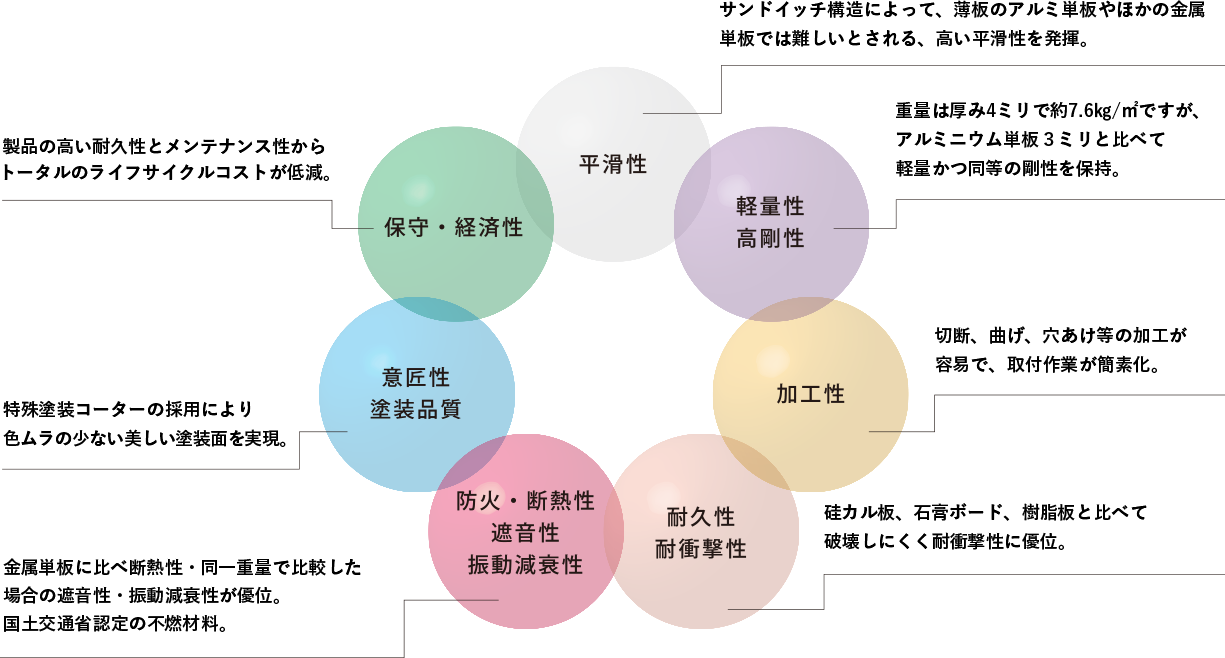 サンドイッチ構造によって、薄板のアルミ単板やほかの金属
単板では難しいとされる、高い平滑性を発揮。
平滑性
重量は厚み4ミリで約7.6kg/㎡ですが、
アルミニウム単板３ミリと比べて
軽量かつ同等の剛性を保持。
軽量性
高剛性
切断、曲げ、穴あけ等の加工が
容易で、取付作業が簡素化。
加工性
硅カル板、石膏ボード、樹脂板と比べて
破壊しにくく耐衝撃性に優位。
耐久性
耐衝撃性
金属単板に比べ断熱性・同一重量で比較した
場合の遮音性・振動減衰性が優位。
国土交通省認定の不燃材料。
防火・断熱性
遮音性
振動減衰性
特殊塗装コーターの採用により
色ムラの少ない美しい塗装面を実現。
意匠性
塗装品質
製品の高い耐久性とメンテナンス性から
トータルのライフサイクルコストが低減。
保守・経済性